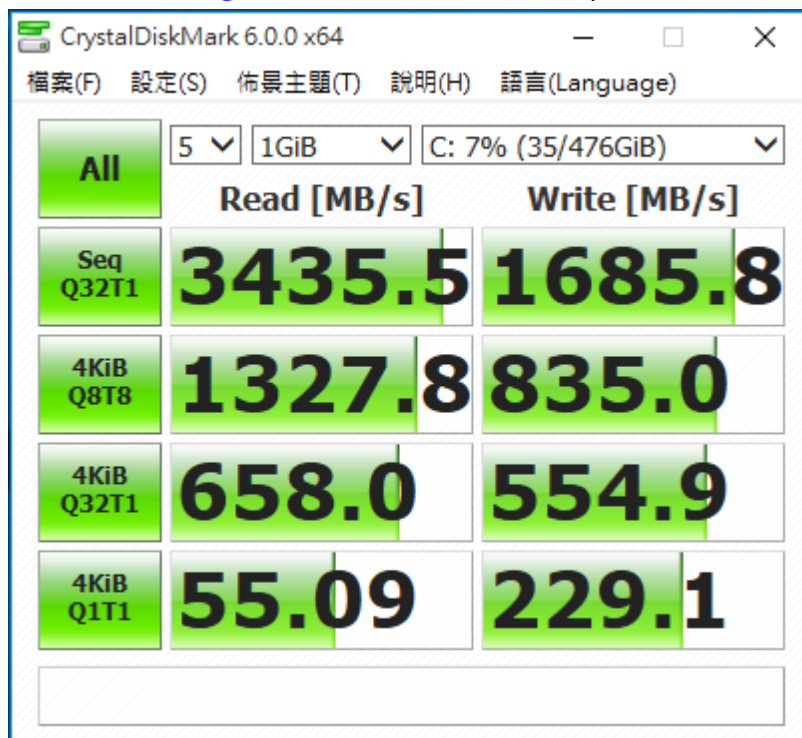 CrystalDiskMark 6.0.0 x64
檔案(F) 設定(S) 佈景主題(T) 說明(H) 語言(Language)
All 5 1GiB C: 7% (35/476GiB)
Read [MB/s] Write [MB/s]
Seq Q32T1 3435.5 1685.8
4KiB Q8T8 1327.8 835.0
4KiB Q32T1 658.0 554.9
4KiB Q1T1 55.09 229.1